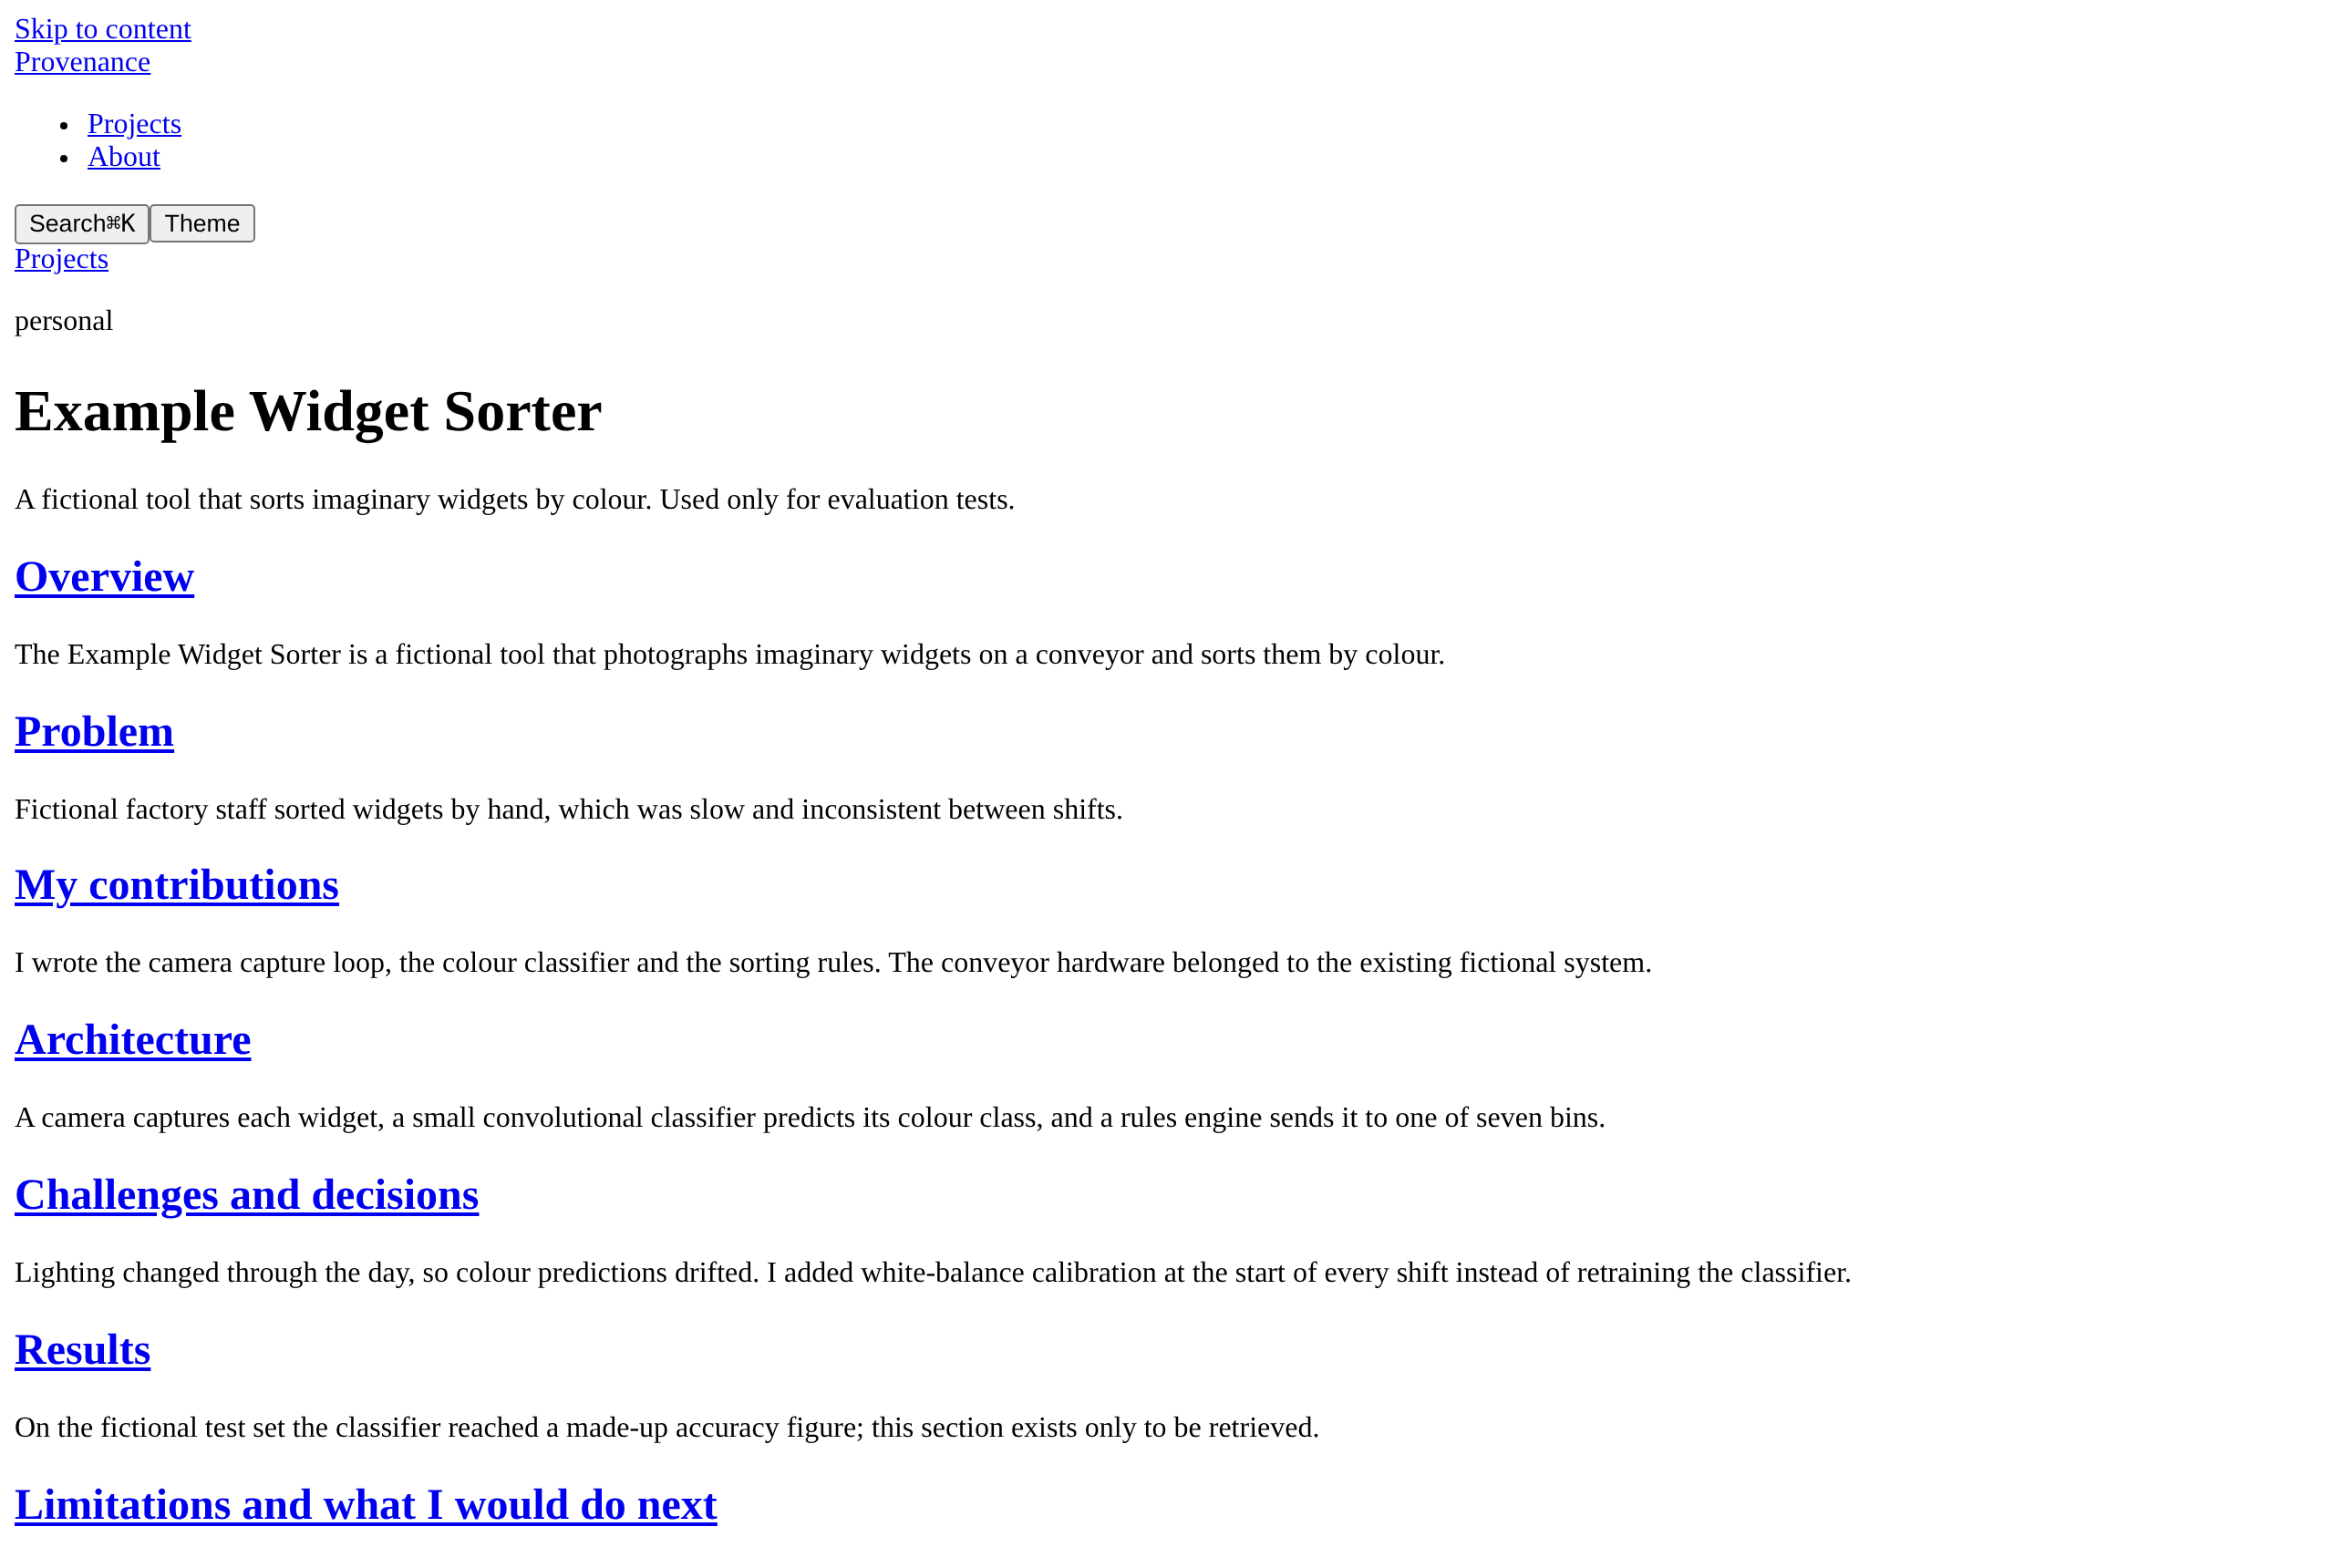 Skip to content
Provenance
Projects
About
Search⌘K Theme
Projects
personal
Example Widget Sorter
A fictional tool that sorts imaginary widgets by colour. Used only for evaluation tests.
Overview
The Example Widget Sorter is a fictional tool that photographs imaginary widgets on a conveyor and sorts them by colour.
Problem
Fictional factory staff sorted widgets by hand, which was slow and inconsistent between shifts.
My contributions
I wrote the camera capture loop, the colour classifier and the sorting rules. The conveyor hardware belonged to the existing fictional system.
Architecture
A camera captures each widget, a small convolutional classifier predicts its colour class, and a rules engine sends it to one of seven bins.
Challenges and decisions
Lighting changed through the day, so colour predictions drifted. I added white-balance calibration at the start of every shift instead of retraining the classifier.
Results
On the fictional test set the classifier reached a made-up accuracy figure; this section exists only to be retrieved.
Limitations and what I would do next